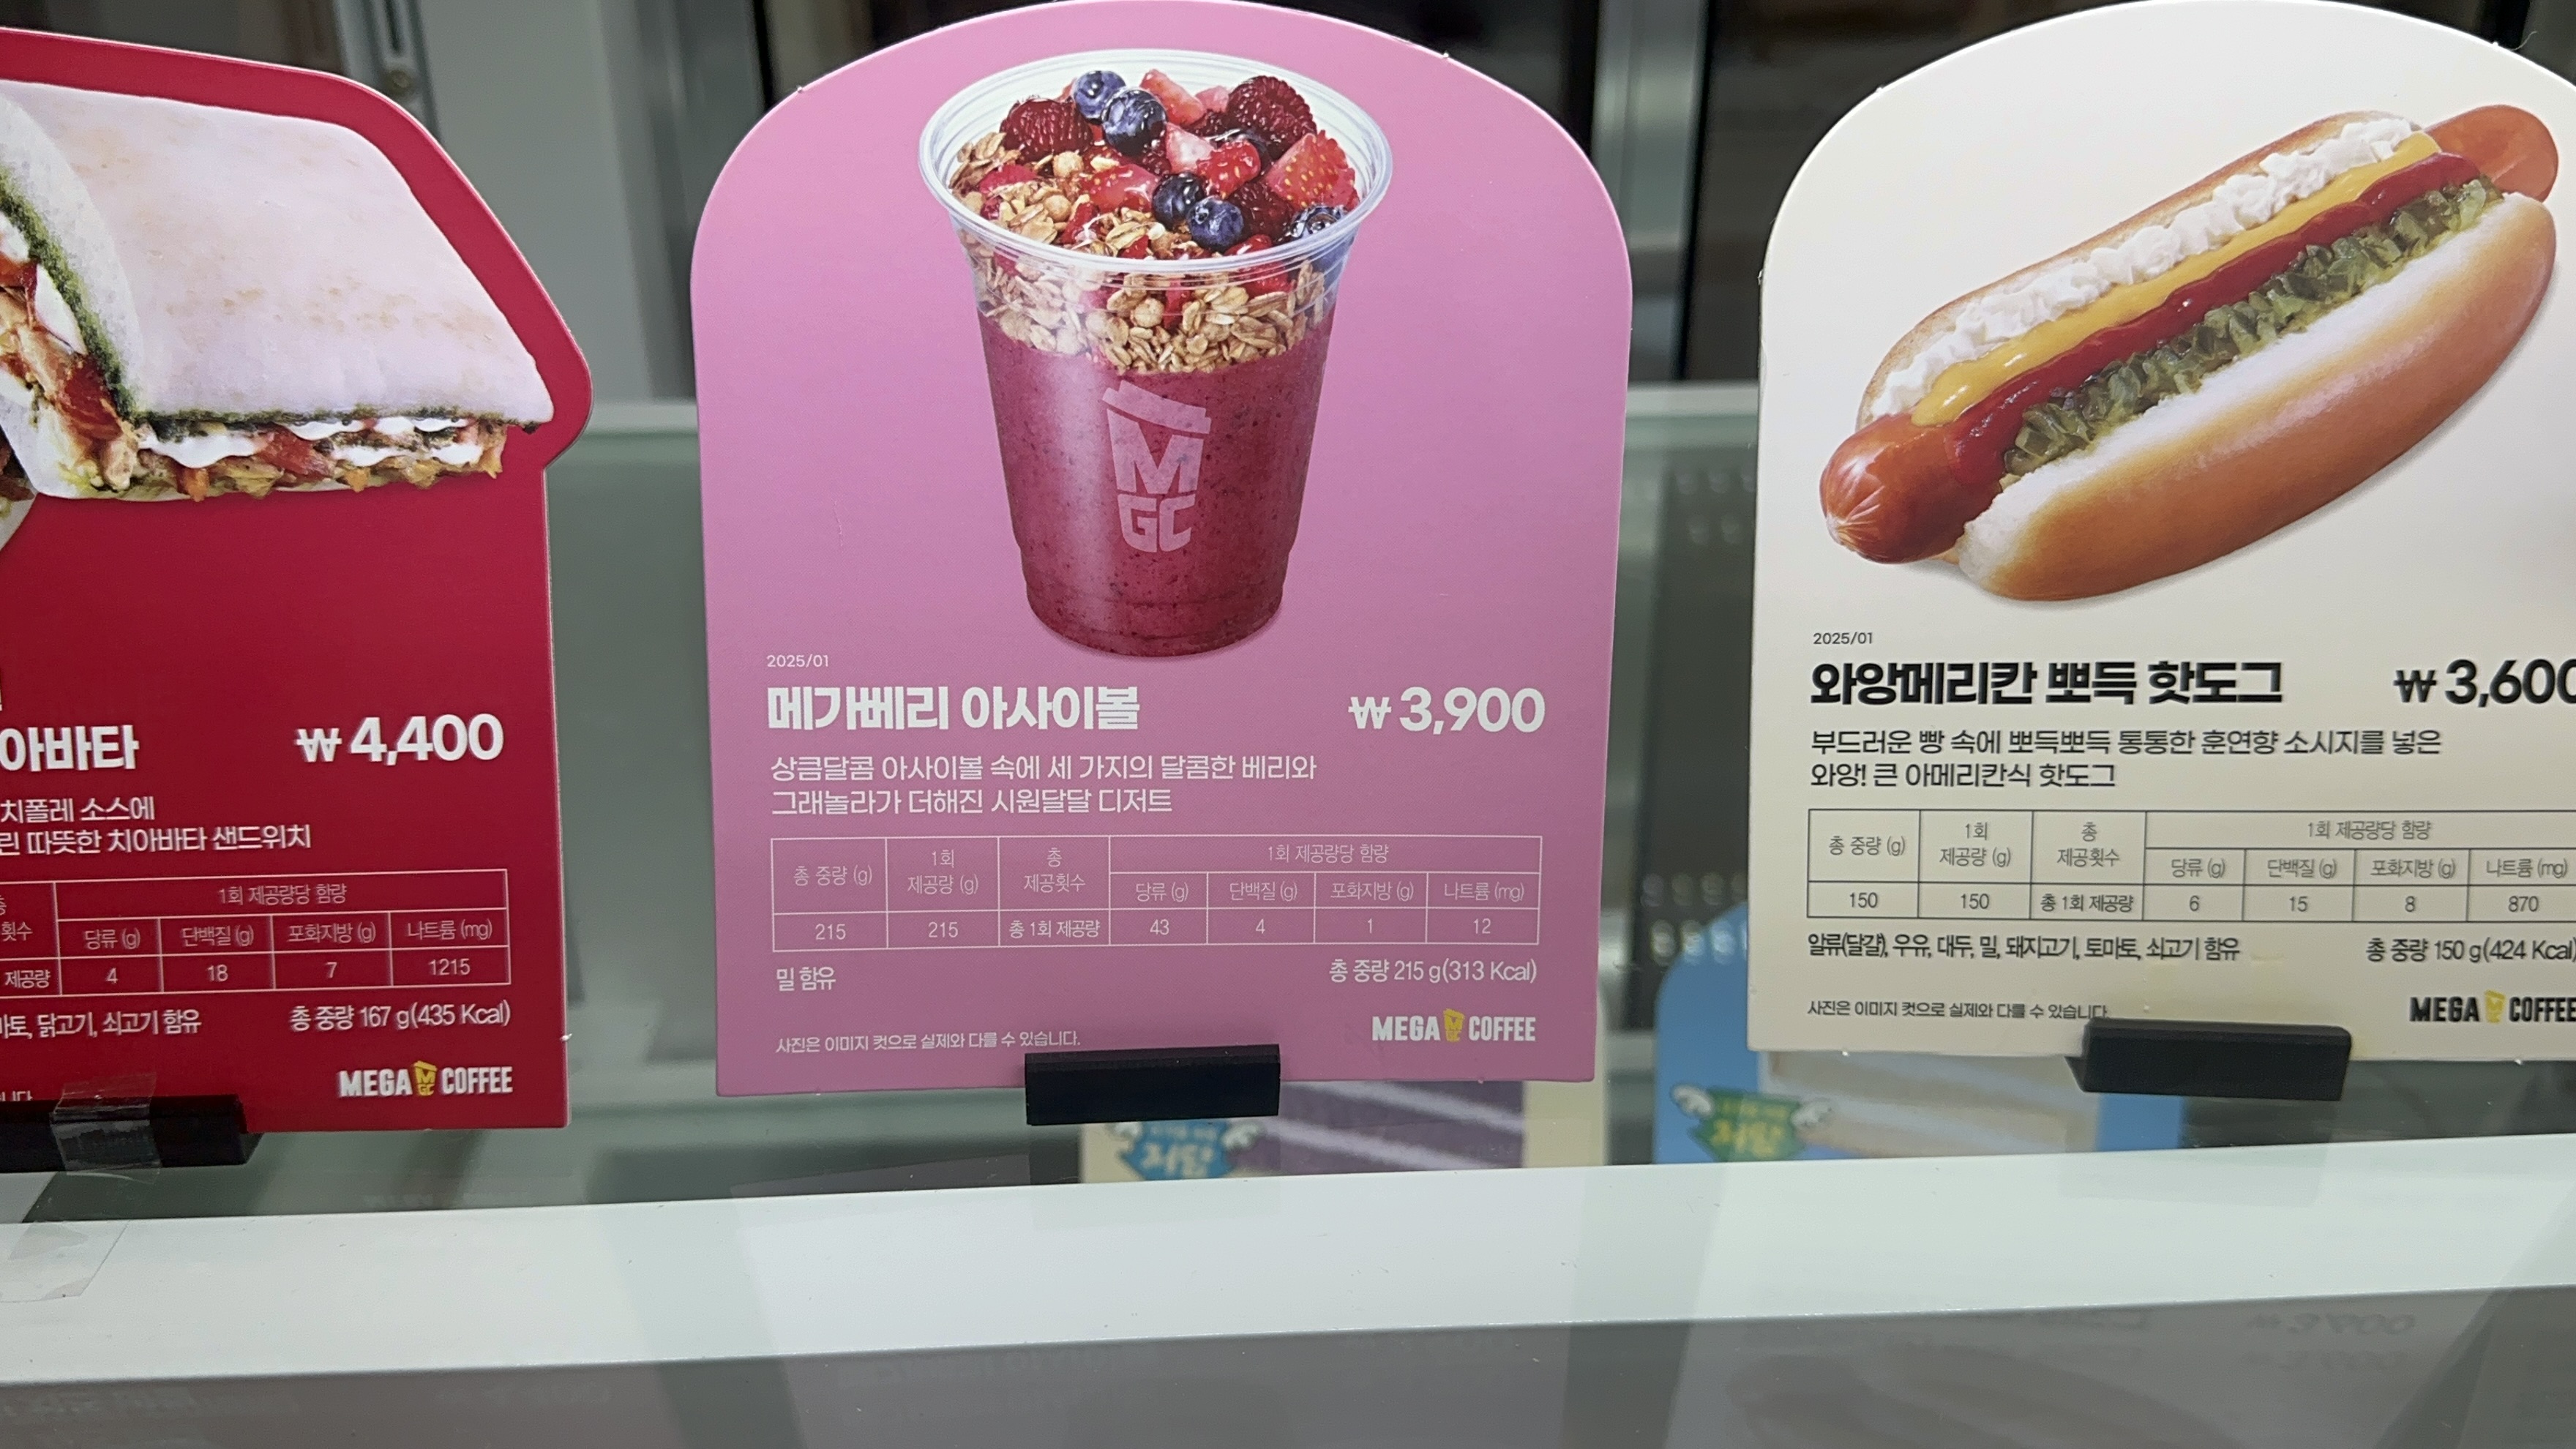 아바타 ₩4,400
치폴레 소스에
린 따뜻한 치아바타 샌드위치
횟수
1회 제공량당 함량
당류 (g) 단백질 (g) 포화지방 (g) 나트륨 (mg)
제공량 4 18 7 1215
닭고기, 쇠고기 함유 총 중량 167 g(435 Kcal)
MEGA MGC COFFEE
M
GC
2025/01
메가베리 아사이볼 ₩3,900
상큼달콤 아사이볼 속에 세 가지의 달콤한 베리와
그래놀라가 더해진 시원달달 디저트
총 중량 (g) 1회 제공량 (g) 총 제공횟수 1회 제공량당 함량
당류 (g) 단백질 (g) 포화지방 (g) 나트륨 (mg)
215 215 총 1회 제공량 43 4 1 12
밀 함유 총 중량 215 g(313 Kcal)
사진은 이미지 컷으로 실제와 다를 수 있습니다.
MEGA MGC COFFEE
2025/01
와앙메리칸 뽀득 핫도그 ₩3,600
부드러운 빵 속에 뽀득뽀득 통통한 훈연향 소시지를 넣은
와앙! 큰 아메리칸식 핫도그
총 중량 (g) 1회 제공량 (g) 총 제공횟수 1회 제공량당 함량
당류 (g) 단백질 (g) 포화지방 (g) 나트륨 (mg)
150 150 총 1회 제공량 6 15 8 870
알류(달걀), 우유, 대두, 밀, 돼지고기, 토마토, 쇠고기 함유 총 중량 150 g(424 Kcal)
사진은 이미지 컷으로 실제와 다를 수 있습니다.
MEGA MGC COFFEE